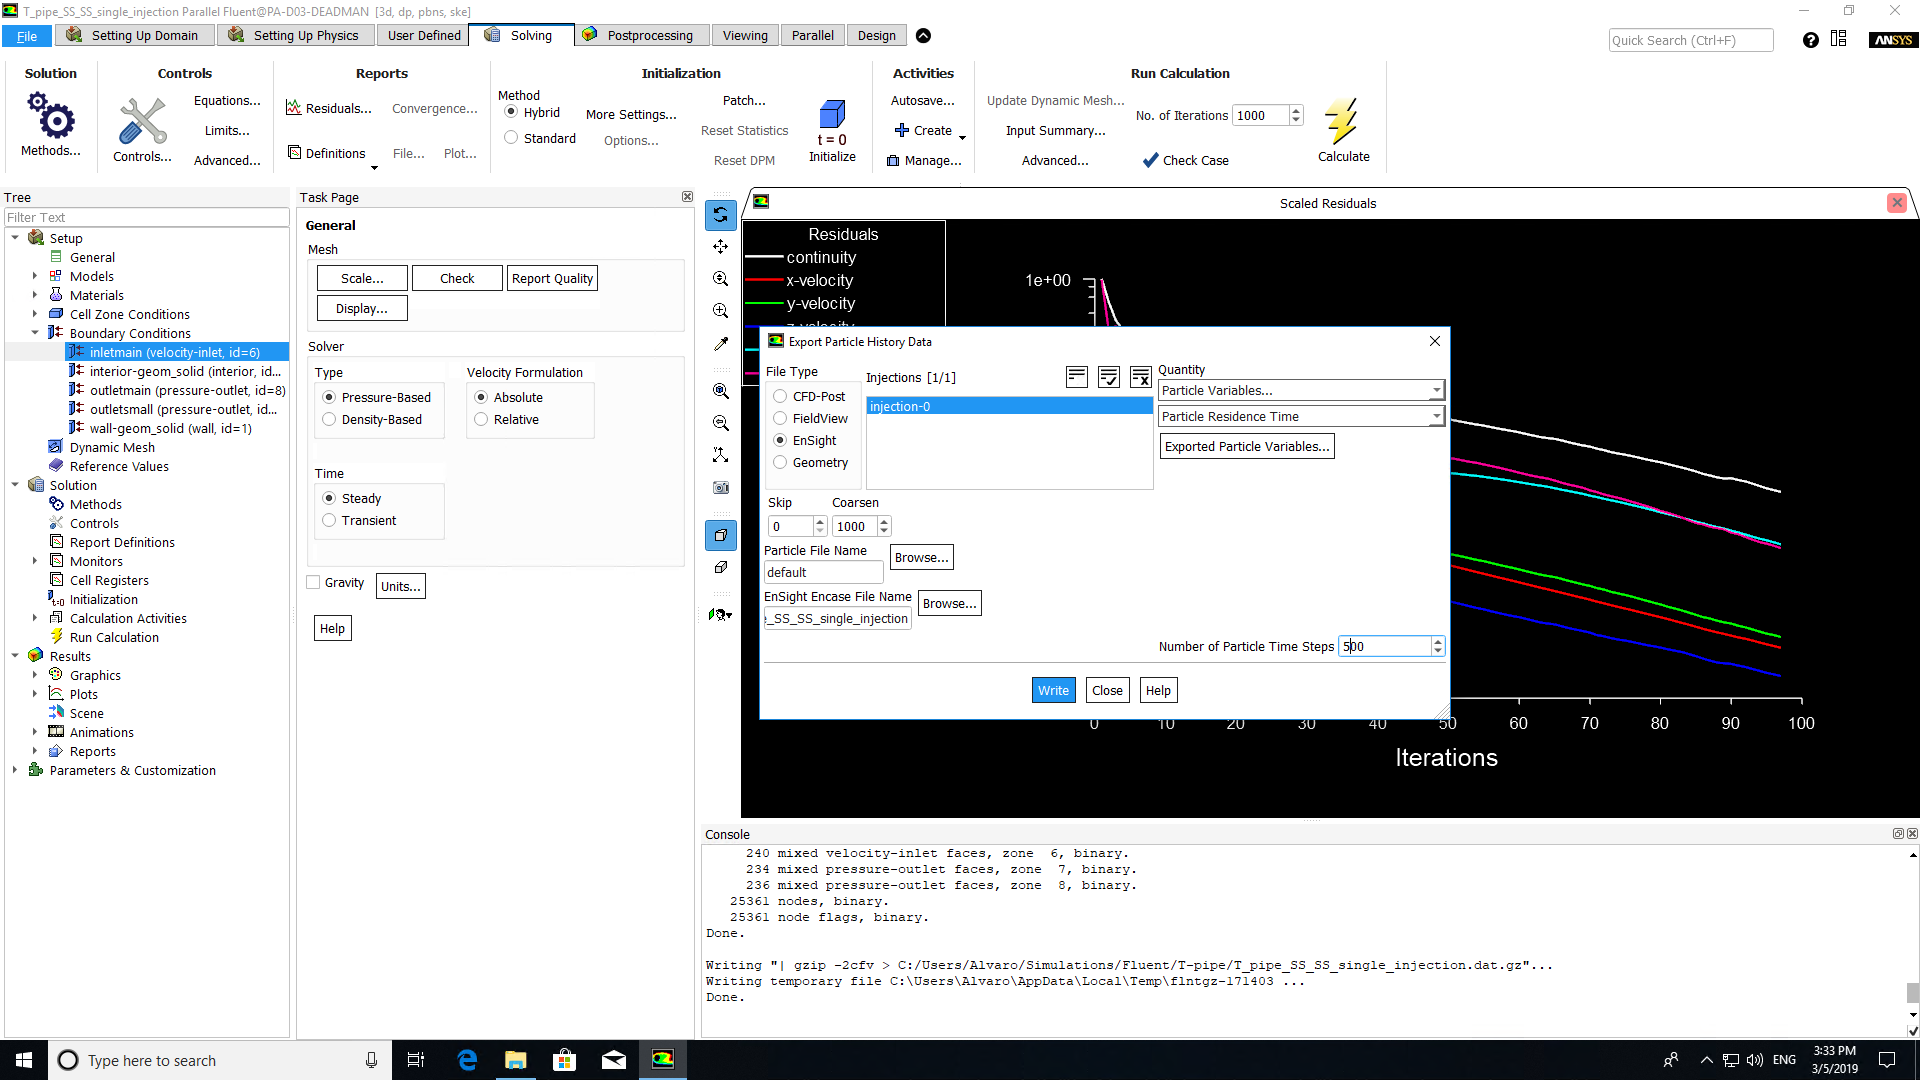 T_pipe_SS_SS_single_injection Parallel Fluent@PA-D03-DEADMAN [3d, dp, pbns, ske]
File
Setting Up Domain
Setting Up Physics
User Defined
Solving
Postprocessing
Viewing
Parallel
Design
Quick Search (Ctrl+F)
ANSYS
Solution
Methods...
Controls
Controls...
Equations...
Limits...
Advanced...
Reports
Residuals...
Convergence...
Definitions
File...
Plot...
Initialization
Method
Hybrid
Standard
More Settings...
Options...
Patch...
Reset Statistics
Reset DPM
t = 0
Initialize
Activities
Autosave...
Create
Manage...
Run Calculation
Update Dynamic Mesh...
Input Summary...
Advanced...
No. of Iterations 1000
Check Case
Calculate
Tree
Filter Text
Setup
General
Models
Materials
Cell Zone Conditions
Boundary Conditions
inletmain (velocity-inlet, id=6)
interior-geom_solid (interior, id...
outletmain (pressure-outlet, id=8)
outletsmall (pressure-outlet, id...
wall-geom_solid (wall, id=1)
Dynamic Mesh
Reference Values
Solution
Methods
Controls
Report Definitions
Monitors
Cell Registers
t=0 Initialization
Calculation Activities
Run Calculation
Results
Graphics
Plots
Scene
Animations
Reports
Parameters & Customization
Task Page
General
Mesh
Scale...
Check
Report Quality
Display...
Solver
Type
Pressure-Based
Density-Based
Velocity Formulation
Absolute
Relative
Time
Steady
Transient
Gravity
Units...
Help
Scaled Residuals
Residuals
continuity
x-velocity
y-velocity
z-velocity
1e+00
0 10 20 30 40 50 60 70 80 90 100
Iterations
Export Particle History Data
File Type
CFD-Post
FieldView
EnSight
Geometry
Injections [1/1]
injection-0
Quantity
Particle Variables...
Particle Residence Time
Exported Particle Variables...
Skip
0
Coarsen
1000
Particle File Name
default
Browse...
EnSight Encase File Name
_SS_SS_single_injection
Browse...
Number of Particle Time Steps 500
Write
Close
Help
Console
240 mixed velocity-inlet faces, zone  6, binary.
234 mixed pressure-outlet faces, zone  7, binary.
236 mixed pressure-outlet faces, zone  8, binary.
25361 nodes, binary.
25361 node flags, binary.
Done.
Writing "| gzip -2cfv > C:/Users/Alvaro/Simulations/Fluent/T-pipe/T_pipe_SS_SS_single_injection.dat.gz"...
Writing temporary file C:\Users\Alvaro\AppData\Local\Temp\flntgz-171403 ...
Done.
Type here to search
ENG
3:33 PM
3/5/2019